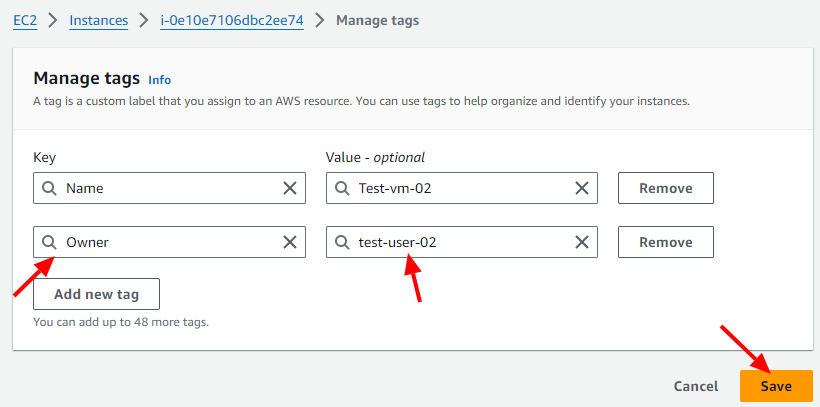 EC2 > Instances > i-0e10e7106dbc2ee74 > Manage tags
Manage tags Info
A tag is a custom label that you assign to an AWS resource. You can use tags to help organize and identify your instances.
Key Value - optional
Name Test-vm-02 Remove
Owner test-user-02 Remove
Add new tag
You can add up to 48 more tags.
Cancel Save